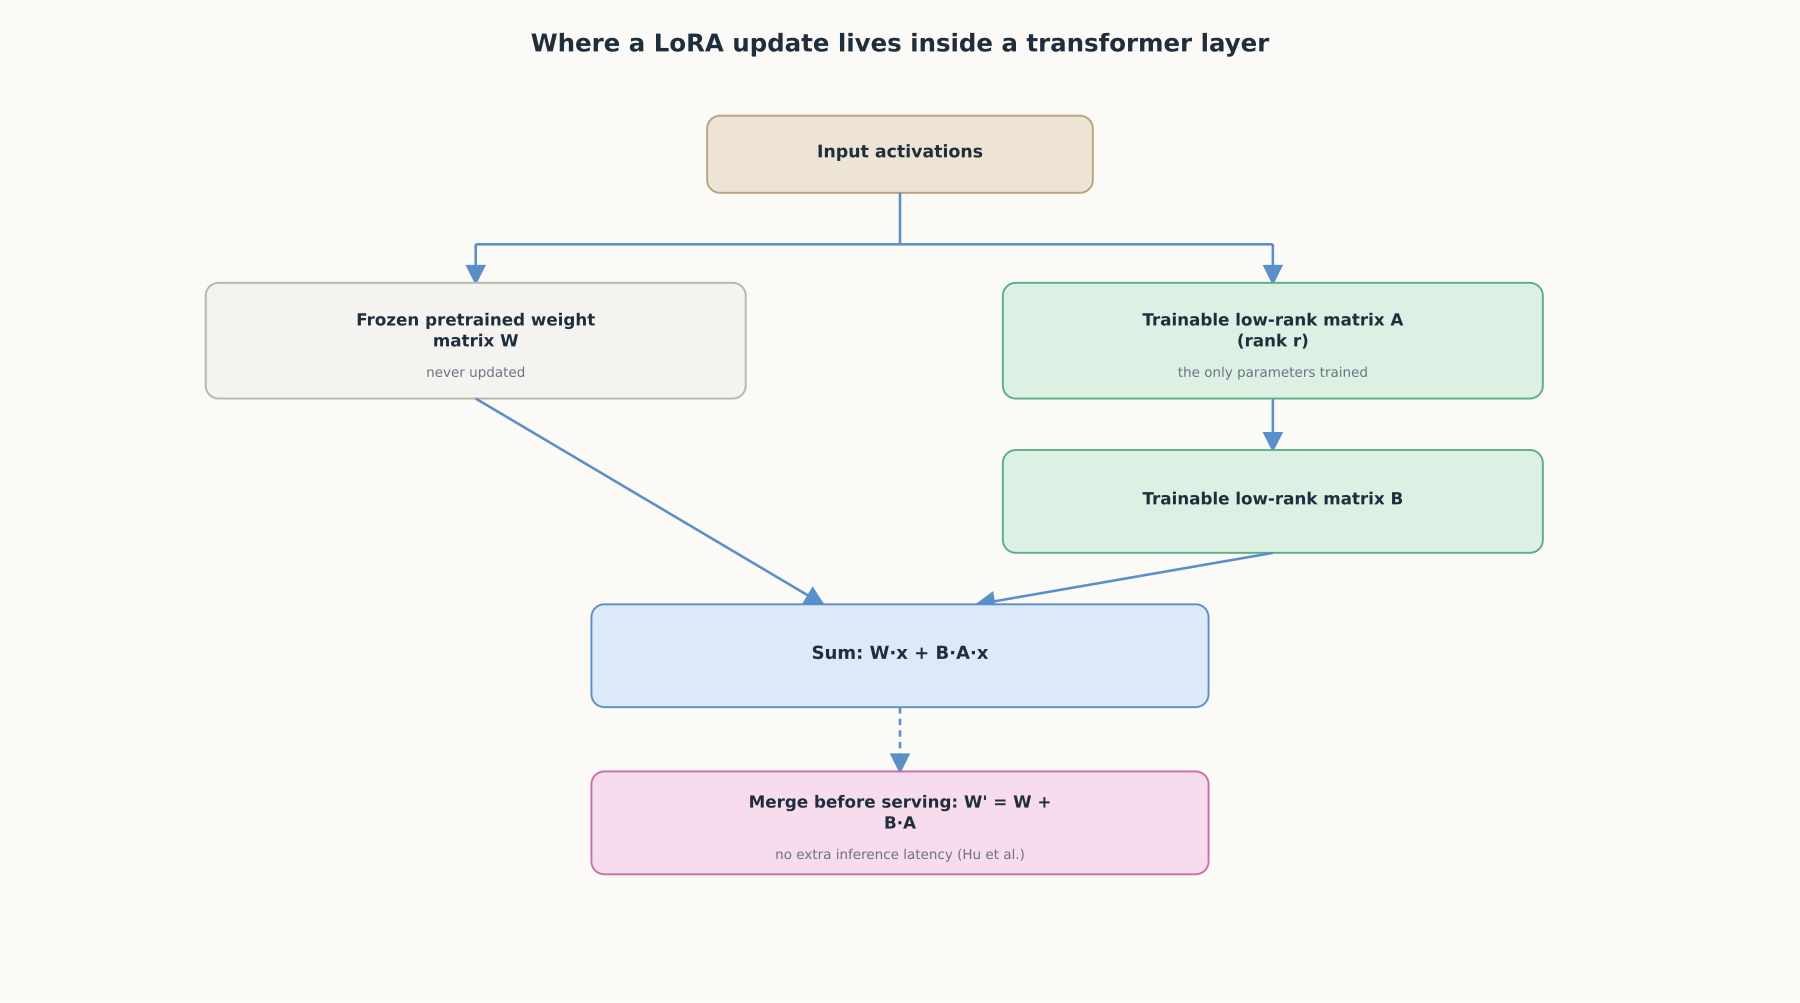 Where a LoRA update lives inside a transformer layer
Input activations
Frozen pretrained weight
matrix W
never updated
Trainable low-rank matrix A
(rank r)
the only parameters trained
Trainable low-rank matrix B
Sum: W·x + B·A·x
Merge before serving: W' = W +
B·A
no extra inference latency (Hu et al.)